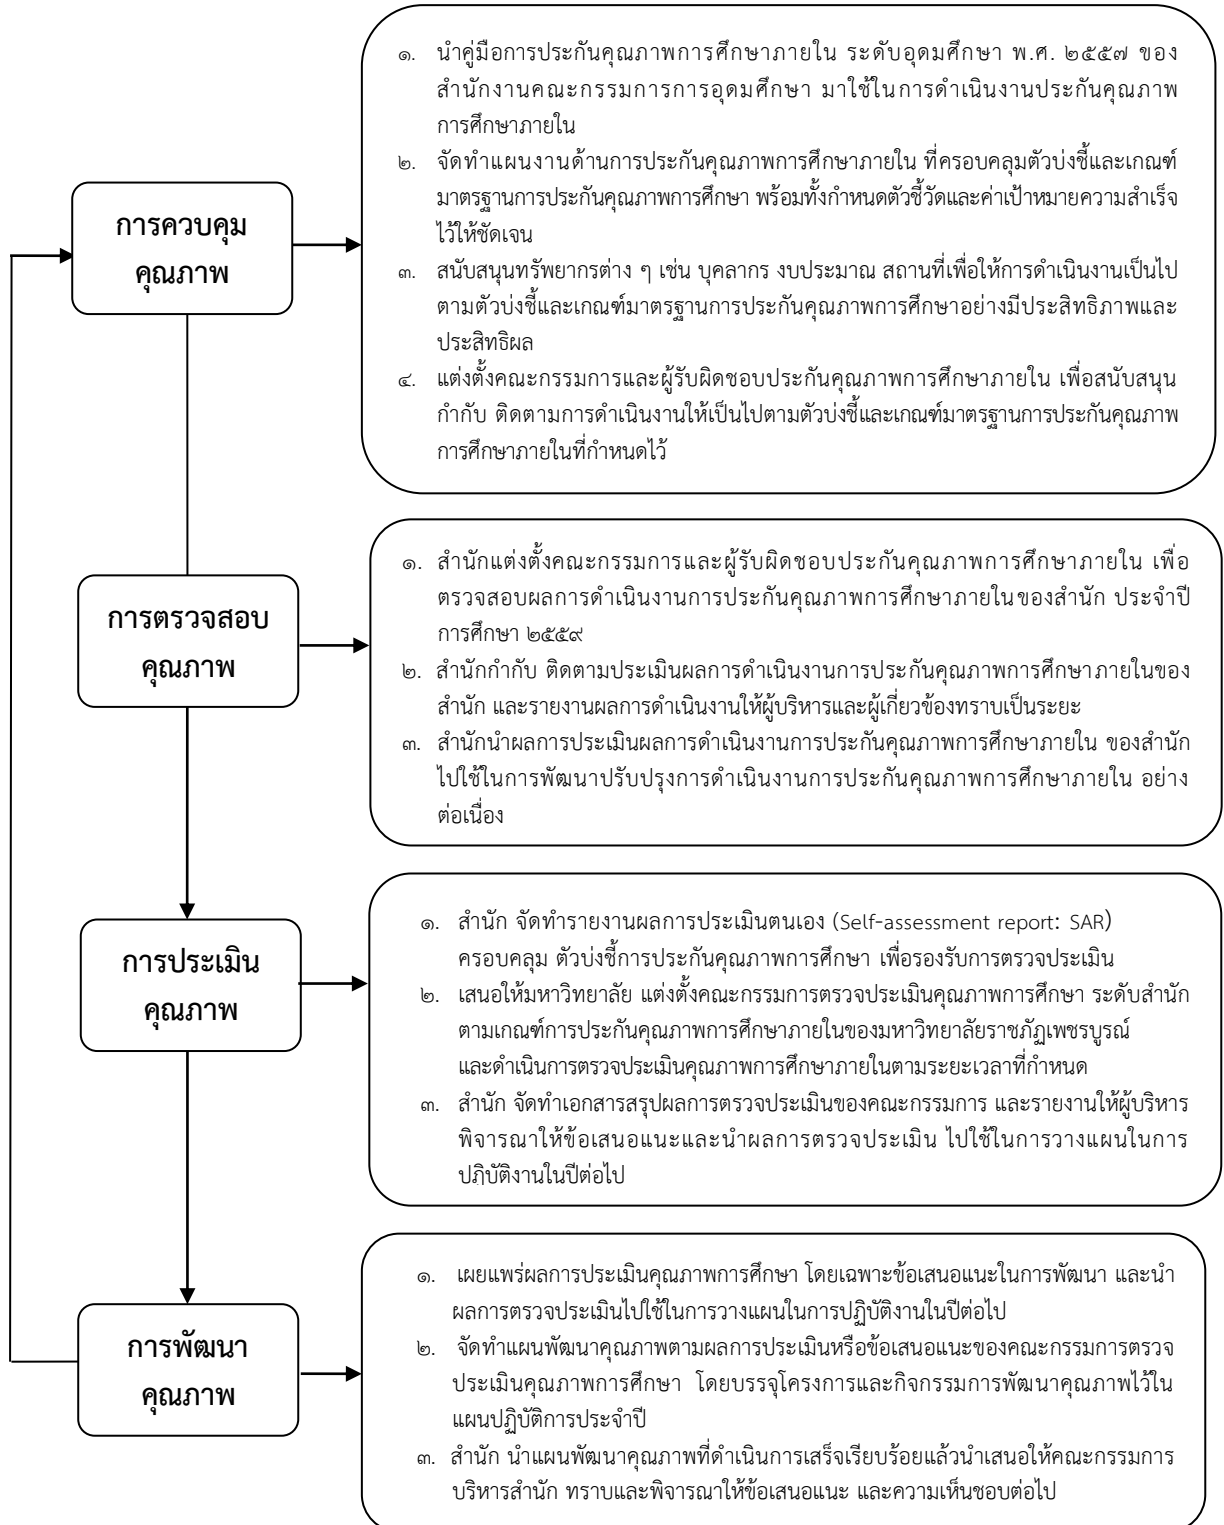 ๑. นำคู่มือการประกันคุณภาพการศึกษาภายใน ระดับอุดมศึกษา พ.ศ. ๒๕๕๗ ของ
สำนักงานคณะกรรมการการอุดมศึกษา มาใช้ในการดำเนินงานประกันคุณภาพ
การศึกษาภายใน
๒. จัดทำแผนงานด้านการประกันคุณภาพการศึกษาภายใน ที่ครอบคลุมตัวบ่งชี้และเกณฑ์
มาตรฐานการประกันคุณภาพการศึกษา พร้อมทั้งกำหนดตัวชี้วัดและค่าเป้าหมายความสำเร็จ
ไว้ให้ชัดเจน
๓. สนับสนุนทรัพยากรต่าง ๆ เช่น บุคลากร งบประมาณ สถานที่เพื่อให้การดำเนินงานเป็นไป
ตามตัวบ่งชี้และเกณฑ์มาตรฐานการประกันคุณภาพการศึกษาอย่างมีประสิทธิภาพและ
ประสิทธิผล
๔. แต่งตั้งคณะกรรมการและผู้รับผิดชอบประกันคุณภาพการศึกษาภายใน เพื่อสนับสนุน
กำกับ ติดตามการดำเนินงานให้เป็นไปตามตัวบ่งชี้และเกณฑ์มาตรฐานการประกันคุณภาพ
การศึกษาภายในที่กำหนดไว้
การควบคุม
คุณภาพ
๑. สำนักแต่งตั้งคณะกรรมการและผู้รับผิดชอบประกันคุณภาพการศึกษาภายใน เพื่อ
ตรวจสอบผลการดำเนินงานการประกันคุณภาพการศึกษาภายในของสำนัก ประจำปี
การศึกษา ๒๕๕๙
๒. สำนักกำกับ ติดตามประเมินผลการดำเนินงานการประกันคุณภาพการศึกษาภายในของ
สำนัก และรายงานผลการดำเนินงานให้ผู้บริหารและผู้เกี่ยวข้องทราบเป็นระยะ
๓. สำนักนำผลการประเมินผลการดำเนินงานการประกันคุณภาพการศึกษาภายใน ของสำนัก
ไปใช้ในการพัฒนาปรับปรุงการดำเนินงานการประกันคุณภาพการศึกษาภายใน อย่าง
ต่อเนื่อง
การตรวจสอบ
คุณภาพ
๑. สำนัก จัดทำรายงานผลการประเมินตนเอง (Self-assessment report: SAR)
ครอบคลุม ตัวบ่งชี้การประกันคุณภาพการศึกษา เพื่อรองรับการตรวจประเมิน
๒. เสนอให้มหาวิทยาลัย แต่งตั้งคณะกรรมการตรวจประเมินคุณภาพการศึกษา ระดับสำนัก
ตามเกณฑ์การประกันคุณภาพการศึกษาภายในของมหาวิทยาลัยราชภัฏเพชรบูรณ์
และดำเนินการตรวจประเมินคุณภาพการศึกษาภายในตามระยะเวลาที่กำหนด
๓. สำนัก จัดทำเอกสารสรุปผลการตรวจประเมินของคณะกรรมการ และรายงานให้ผู้บริหาร
พิจารณาให้ข้อเสนอแนะและนำผลการตรวจประเมิน ไปใช้ในการวางแผนในการ
ปฏิบัติงานในปีต่อไป
การประเมิน
คุณภาพ
๑. เผยแพร่ผลการประเมินคุณภาพการศึกษา โดยเฉพาะข้อเสนอแนะในการพัฒนา และนำ
ผลการตรวจประเมินไปใช้ในการวางแผนในการปฏิบัติงานในปีต่อไป
๒. จัดทำแผนพัฒนาคุณภาพตามผลการประเมินหรือข้อเสนอแนะของคณะกรรมการตรวจ
ประเมินคุณภาพการศึกษา โดยบรรจุโครงการและกิจกรรมการพัฒนาคุณภาพไว้ใน
แผนปฏิบัติการประจำปี
๓. สำนัก นำแผนพัฒนาคุณภาพที่ดำเนินการเสร็จเรียบร้อยแล้วนำเสนอให้คณะกรรมการ
บริหารสำนัก ทราบและพิจารณาให้ข้อเสนอแนะ และความเห็นชอบต่อไป
การพัฒนา
คุณภาพ